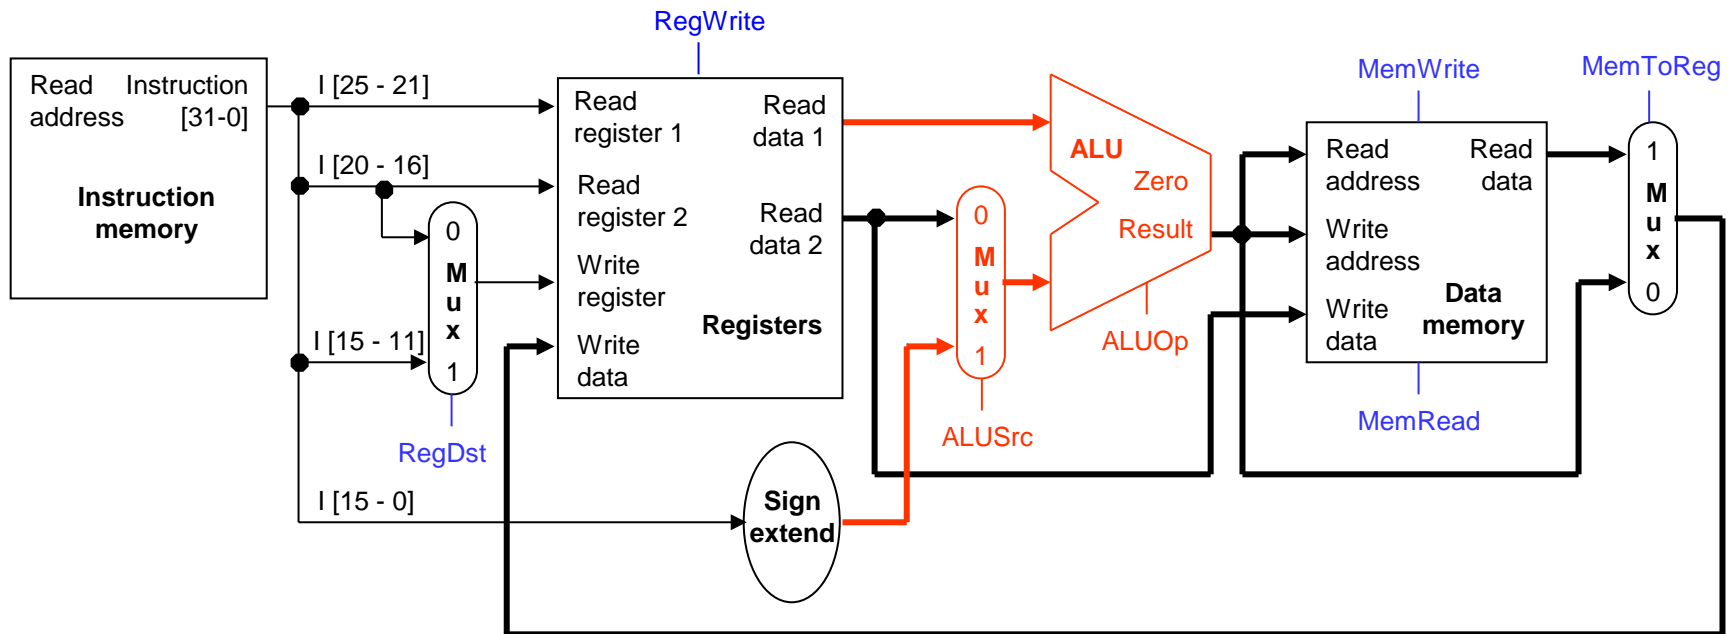 RegWrite
Read Instruction
address [31-0]
Instruction
memory
I [25 - 21]
I [20 - 16]
I [15 - 11]
I [15 - 0]
0
M
u
x
1
RegDst
Read
register 1
Read
register 2
Write
register
Write
data
Read
data 1
Read
data 2
Registers
Sign
extend
0
M
u
x
1
ALUSrc
ALU
Zero
Result
ALUOp
MemWrite
Read
address
Write
address
Write
data
Read
data
Data
memory
MemRead
MemToReg
1
M
u
x
0